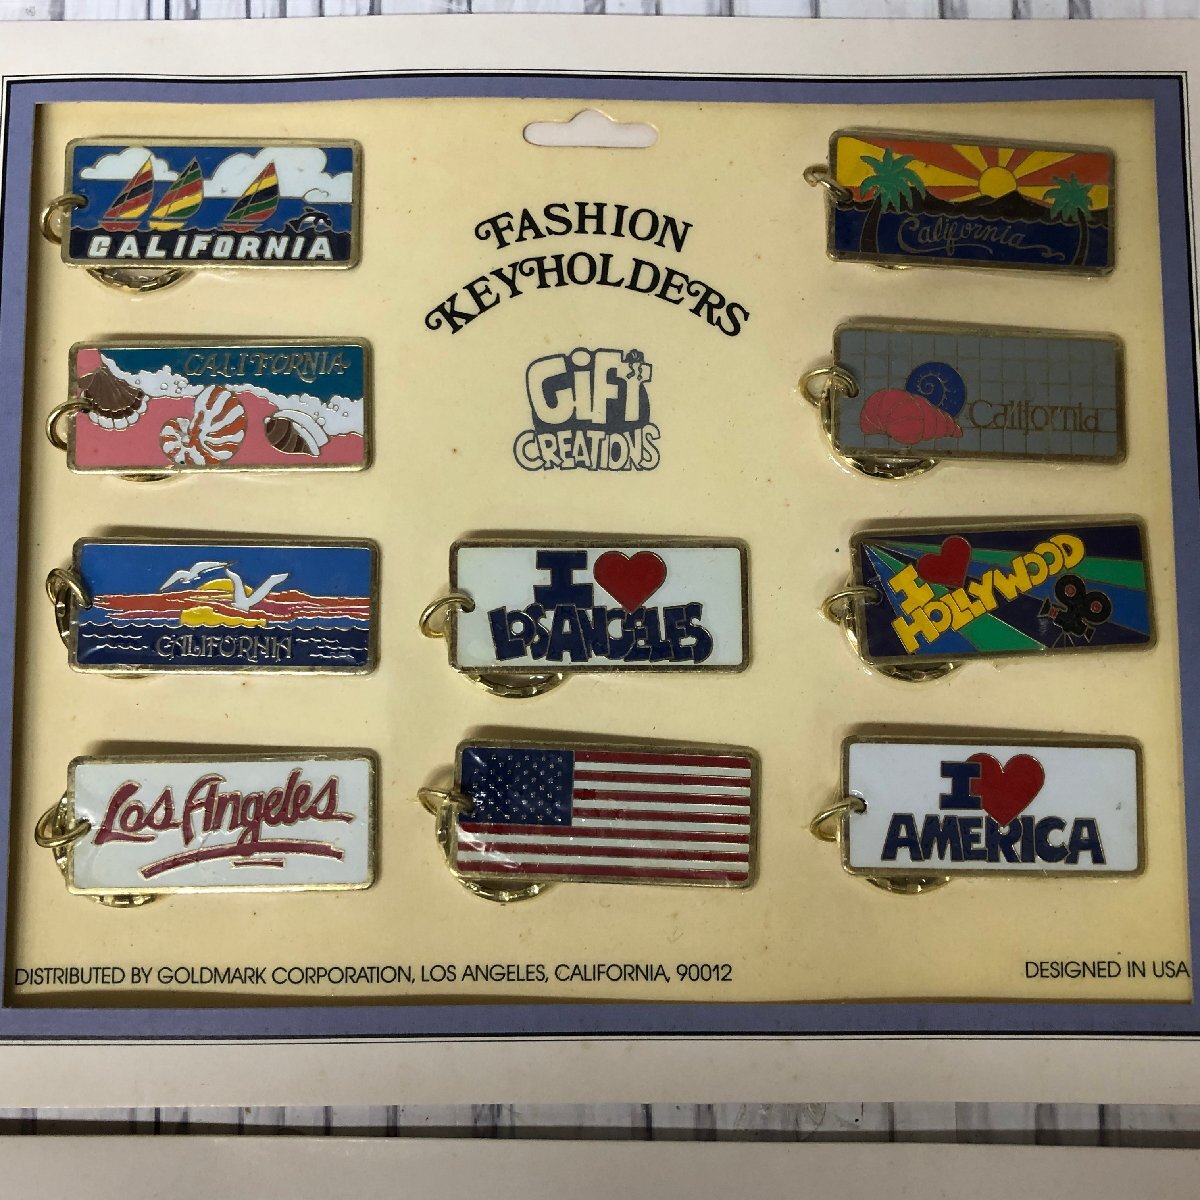 FASHION
KEYHOLDERS
GiFT
CREATIONS
CALIFORNIA
California
CALIFORNIA
California
CALIFORNIA
I
LOS ANGELES
I
HOLLYWOOD
Los Angeles
I
AMERICA
DISTRIBUTED BY GOLDMARK CORPORATION, LOS ANGELES, CALIFORNIA, 90012
DESIGNED IN USA